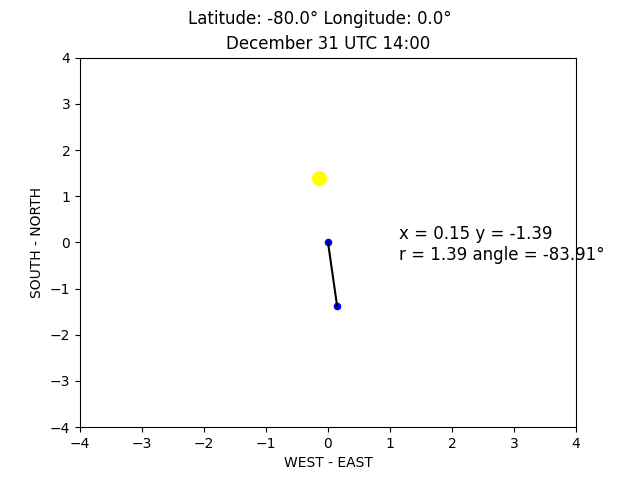 Latitude: -80.0° Longitude: 0.0°
December 31 UTC 14:00
4
3
2
1
0
−1
−2
−3
−4
SOUTH - NORTH
x = 0.15 y = -1.39
r = 1.39 angle = -83.91°
−4 −3 −2 −1 0 1 2 3 4
WEST - EAST